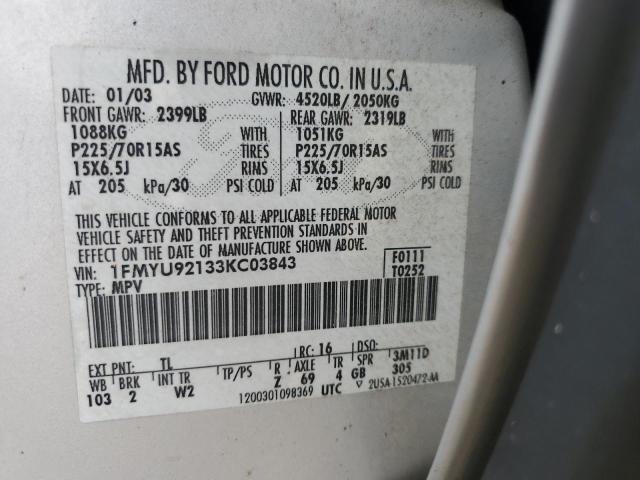 MFD. BY FORD MOTOR CO. IN U.S.A.
DATE: 01/03 GVWR: 4520LB/ 2050KG
FRONT GAWR: 2399LB REAR GAWR: 2319LB
1088KG WITH 1051KG WITH
P225/70R15AS TIRES P225/70R15AS TIRES
15X6.5J RIMS 15X6.5J RIMS
AT 205 kPa/30 PSI COLD AT 205 kPa/30 PSI COLD
THIS VEHICLE CONFORMS TO ALL APPLICABLE FEDERAL MOTOR
VEHICLE SAFETY AND THEFT PREVENTION STANDARDS IN
EFFECT ON THE DATE OF MANUFACTURE SHOWN ABOVE.
VIN: 1FMYU92133KC03843 F0111
TYPE: MPV T0252
EXT PNT: TL RC: 16 DSO:
WB BRK INT TR TP/PS R AXLE TR SPR 3M11D
103 2 W2 Z 69 4 GB 305
1200301098369 UTC 2USA-1520472-AA